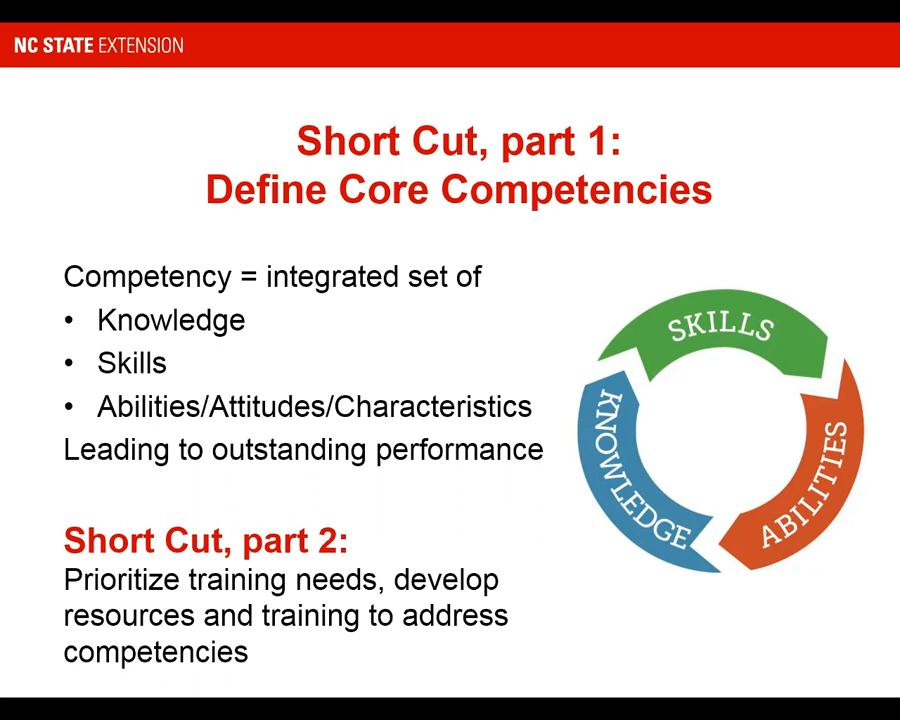 NC STATE EXTENSION
Short Cut, part 1:
Define Core Competencies
Competency = integrated set of
• Knowledge
• Skills
• Abilities/Attitudes/Characteristics
Leading to outstanding performance
Short Cut, part 2:
Prioritize training needs, develop
resources and training to address
competencies
SKILLS
KNOWLEDGE
ABILITIES